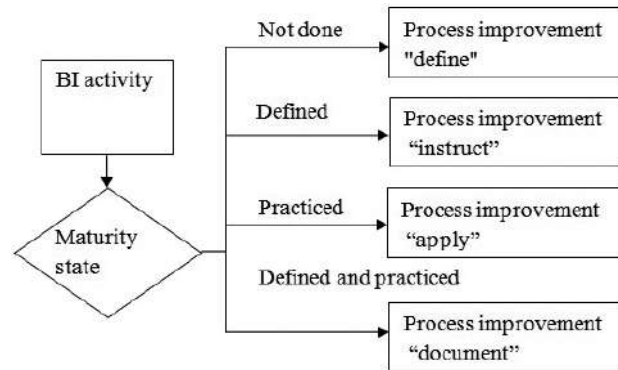 Not done
Process improvement
"define"
BI activity
Defined
Process improvement
“instruct”
Practiced
Process improvement
“apply”
Maturity
state
Defined and practiced
Process improvement
“document”